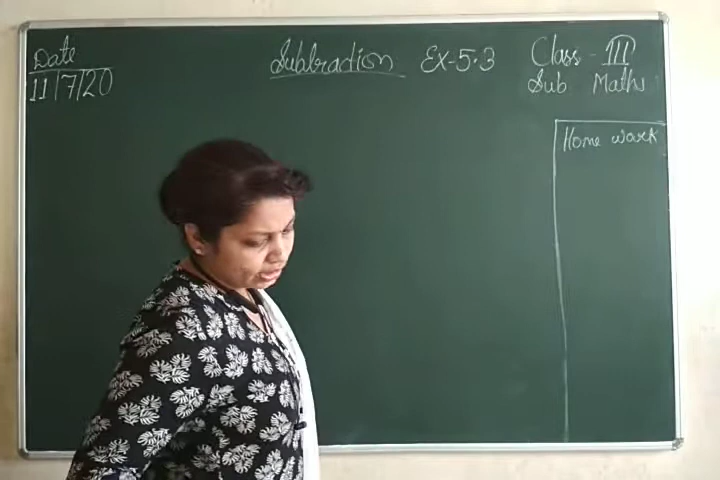 Date
11/7/20
Subtraction Ex-5.3
Class - III
Sub Maths
Home work